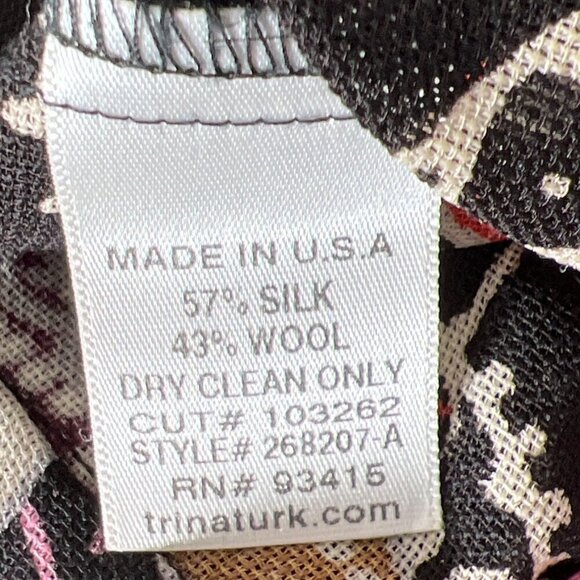 MADE IN U.S.A
57% SILK
43% WOOL
DRY CLEAN ONLY
CUT# 103262
STYLE# 268207-A
RN# 93415
trinaturk.com